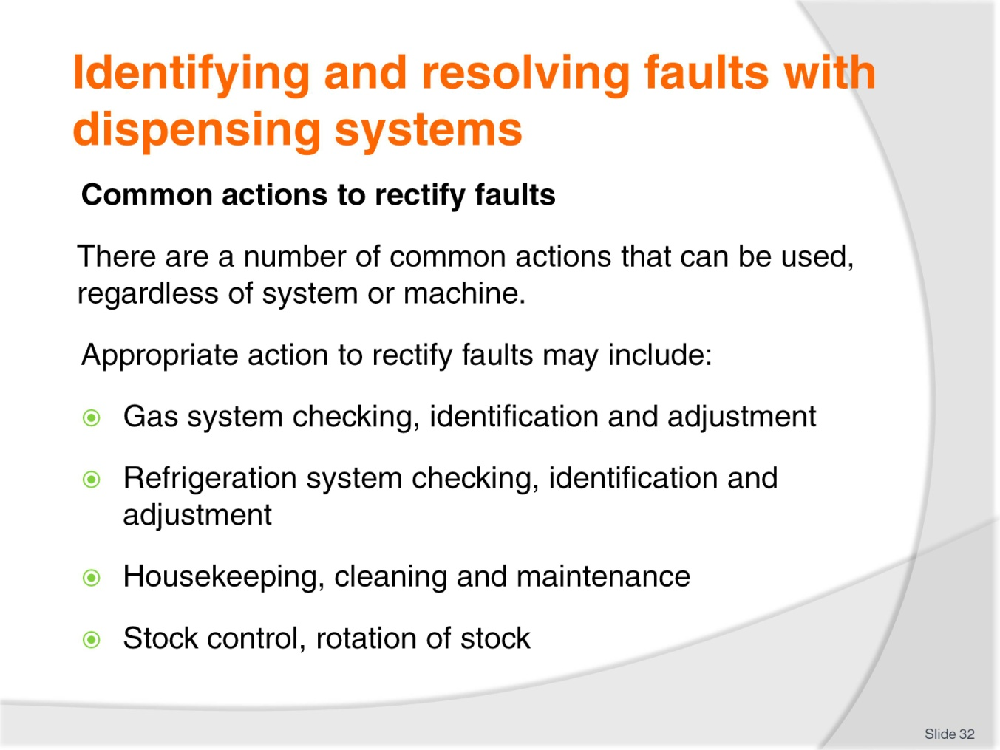 Identifying and resolving faults with
dispensing systems
Common actions to rectify faults
There are a number of common actions that can be used,
regardless of system or machine.
Appropriate action to rectify faults may include:
Gas system checking, identification and adjustment
Refrigeration system checking, identification and
adjustment
Housekeeping, cleaning and maintenance
Stock control, rotation of stock
Slide 32